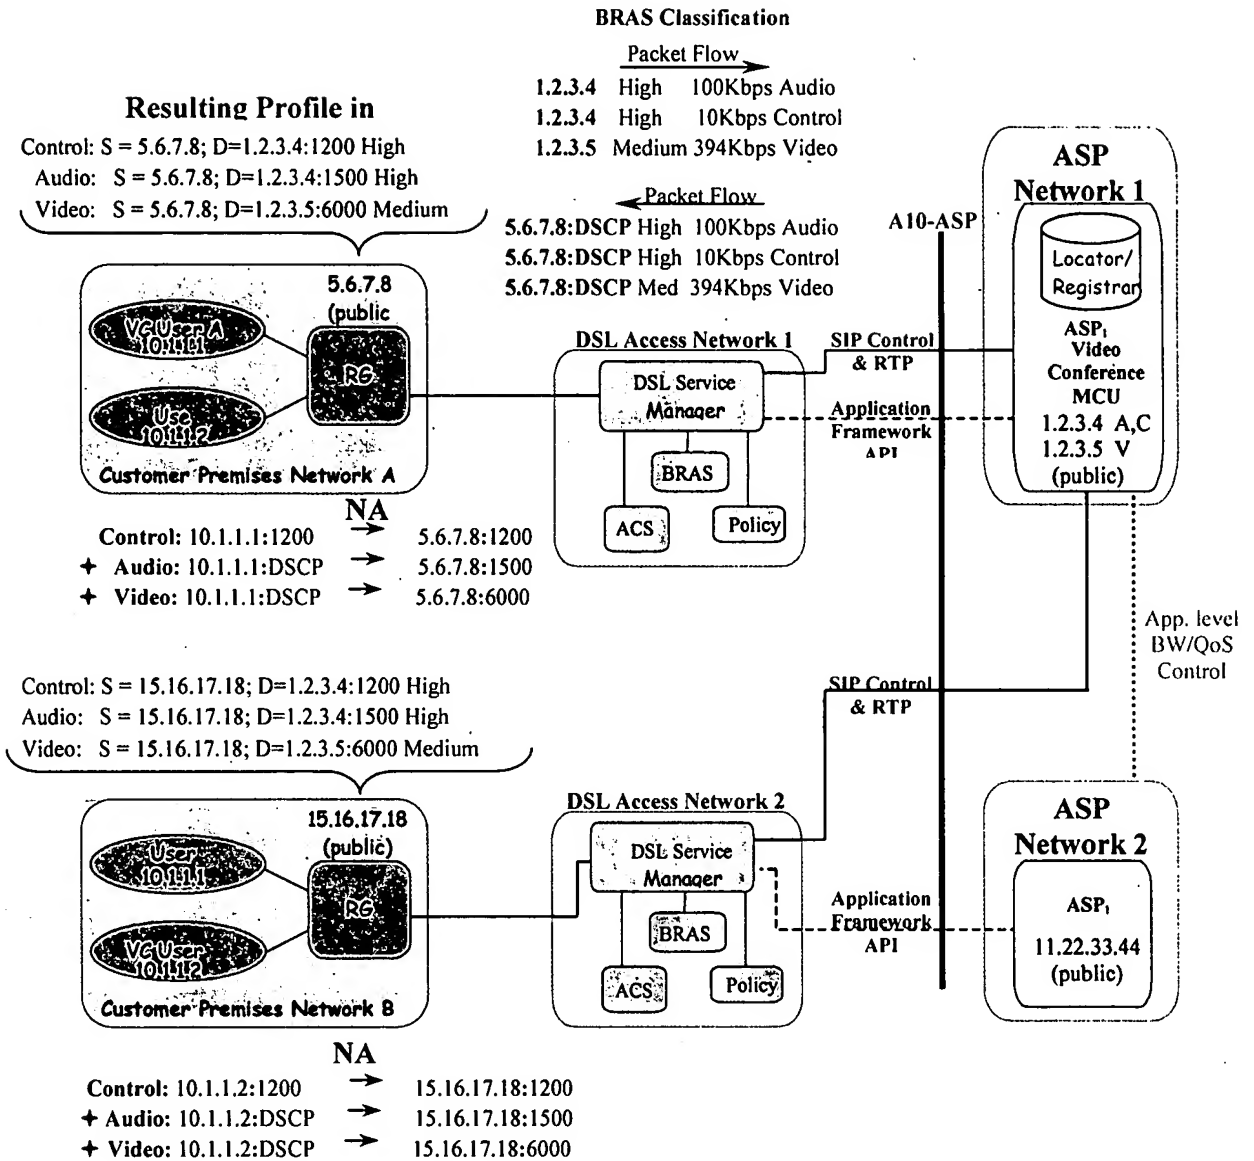 BRAS Classification
Packet Flow
1.2.3.4 High 100Kbps Audio
1.2.3.4 High 10Kbps Control
1.2.3.5 Medium 394Kbps Video
Packet Flow
5.6.7.8:DSCP High 100Kbps Audio
5.6.7.8:DSCP High 10Kbps Control
5.6.7.8:DSCP Med 394Kbps Video
Resulting Profile in
Control: S = 5.6.7.8; D=1.2.3.4:1200 High
Audio: S = 5.6.7.8; D=1.2.3.4:1500 High
Video: S = 5.6.7.8; D=1.2.3.5:6000 Medium
5.6.7.8
(public
VC User A
10.1.1.1
RG
Use
10.1.1.2
Customer Premises Network A
NA
Control: 10.1.1.1:1200 → 5.6.7.8:1200
+ Audio: 10.1.1.1:DSCP → 5.6.7.8:1500
+ Video: 10.1.1.1:DSCP → 5.6.7.8:6000
DSL Access Network 1
DSL Service
Manager
BRAS
ACS
Policy
A10-ASP
SIP Control
& RTP
Application
Framework
API
ASP
Network 1
Locator/
Registrar
ASP₁
Video
Conference
MCU
1.2.3.4 A,C
1.2.3.5 V
(public)
App. level
BW/QoS
Control
Control: S = 15.16.17.18; D=1.2.3.4:1200 High
Audio: S = 15.16.17.18; D=1.2.3.4:1500 High
Video: S = 15.16.17.18; D=1.2.3.5:6000 Medium
15.16.17.18
(public)
User
10.1.1.1
RG
VC User
10.1.1.2
Customer Premises Network B
NA
Control: 10.1.1.2:1200 → 15.16.17.18:1200
+ Audio: 10.1.1.2:DSCP → 15.16.17.18:1500
+ Video: 10.1.1.2:DSCP → 15.16.17.18:6000
DSL Access Network 2
DSL Service
Manager
BRAS
ACS
Policy
SIP Control
& RTP
Application
Framework
API
ASP
Network 2
ASP₁
11.22.33.44
(public)